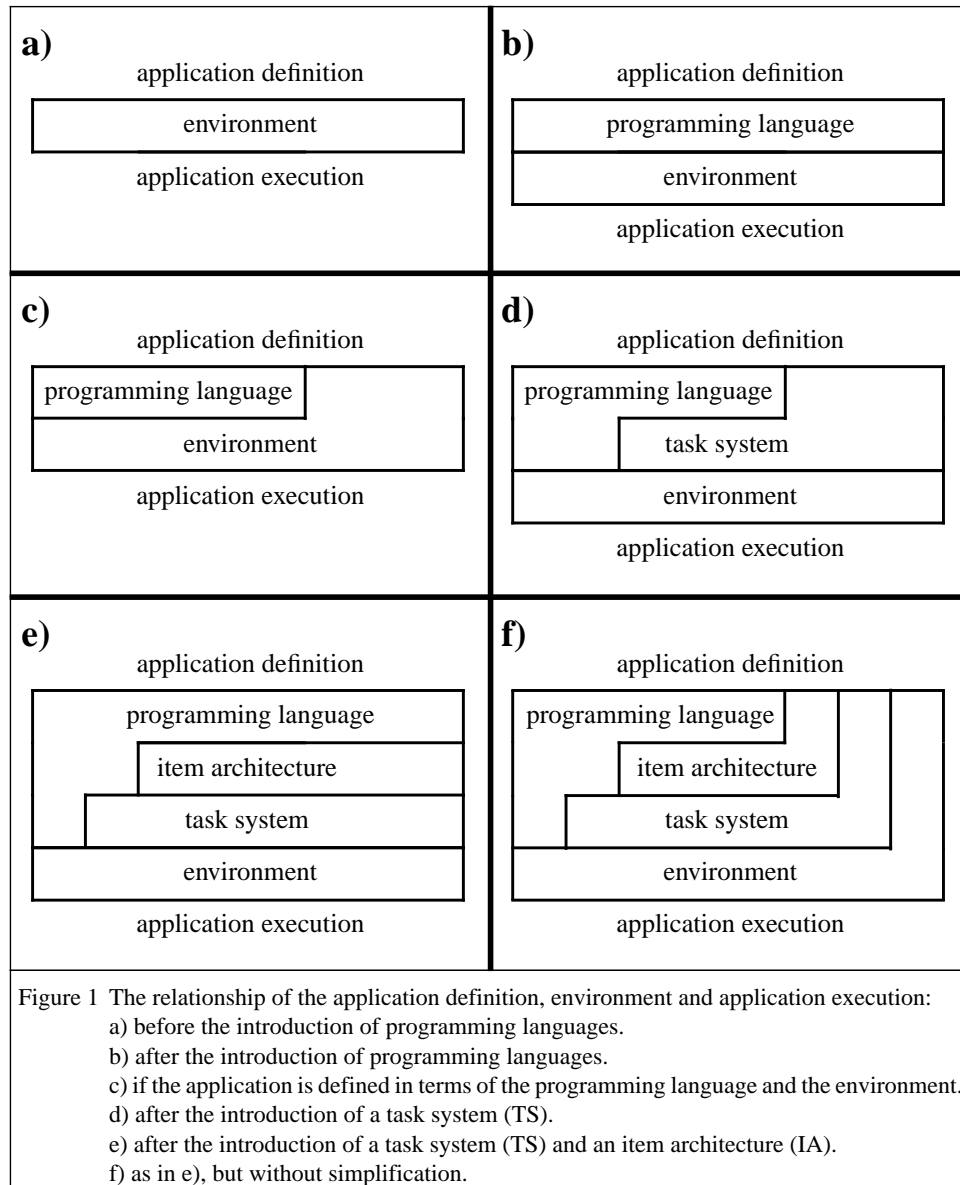 a)
application definition
environment
application execution
b)
application definition
programming language
environment
application execution
c)
application definition
programming language
environment
application execution
d)
application definition
programming language
task system
environment
application execution
e)
application definition
programming language
item architecture
task system
environment
application execution
f)
application definition
programming language
item architecture
task system
environment
application execution
Figure 1 The relationship of the application definition, environment and application execution:
a) before the introduction of programming languages.
b) after the introduction of programming languages.
c) if the application is defined in terms of the programming language and the environment.
d) after the introduction of a task system (TS).
e) after the introduction of a task system (TS) and an item architecture (IA).
f) as in e), but without simplification.